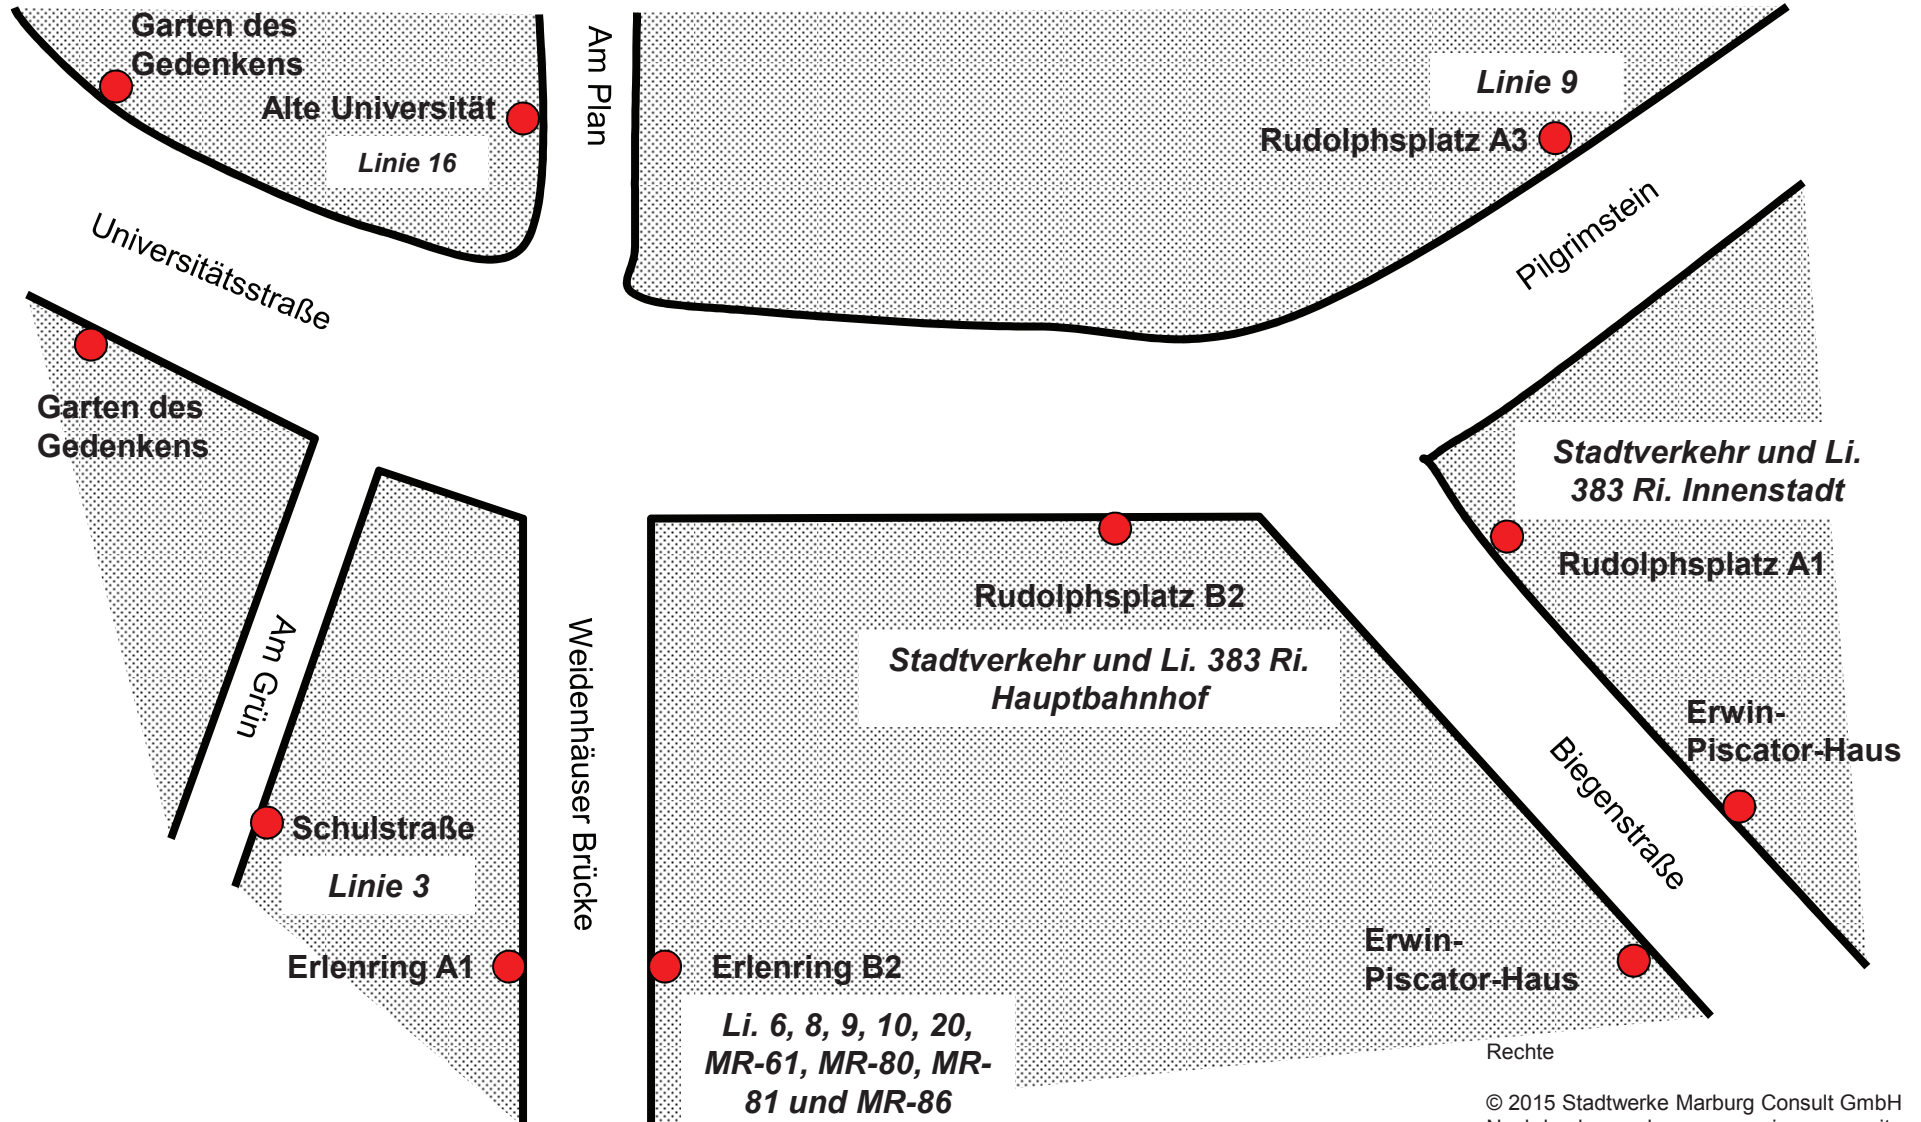 Garten des
Gedenkens
Alte Universität
Linie 16
Am Plan
Linie 9
Rudolphsplatz A3
Universitätsstraße
Pilgrimstein
Garten des
Gedenkens
Stadtverkehr und Li.
383 Ri. Innenstadt
Rudolphsplatz A1
Rudolphsplatz B2
Stadtverkehr und Li. 383 Ri.
Hauptbahnhof
Am Grün
Weidenhäuser Brücke
Erwin-
Piscator-Haus
Biegenstraße
Schulstraße
Linie 3
Erlenring A1
Erlenring B2
Li. 6, 8, 9, 10, 20,
MR-61, MR-80, MR-
81 und MR-86
Erwin-
Piscator-Haus
Rechte
© 2015 Stadtwerke Marburg Consult GmbH